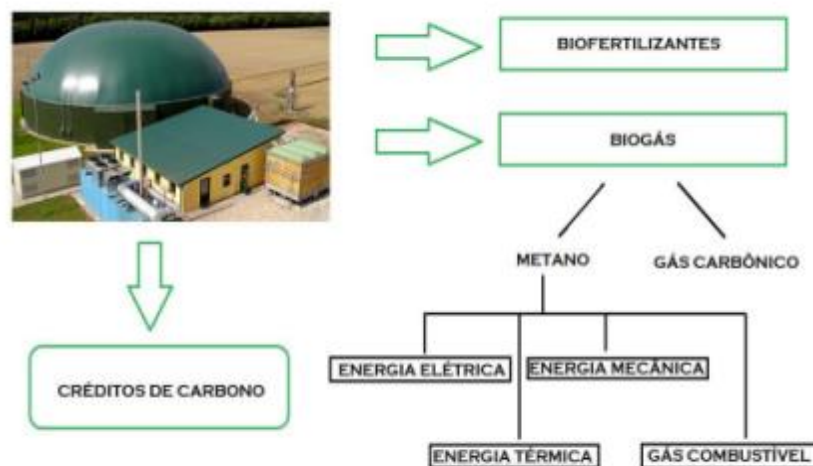 BIOFERTILIZANTES
BIOGÁS
METANO
GÁS CARBÔNICO
ENERGIA ELÉTRICA
ENERGIA MECÂNICA
CRÉDITOS DE CARBONO
ENERGIA TÉRMICA
GÁS COMBUSTÍVEL